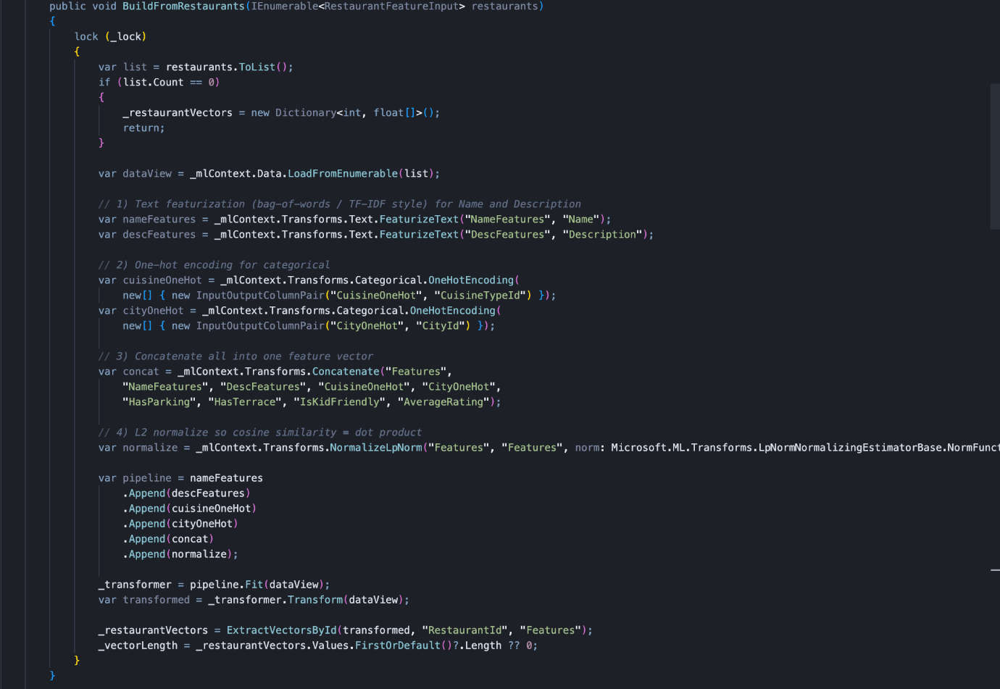 public void BuildFromRestaurants(IEnumerable<RestaurantFeatureInput> restaurants)
{
lock (_lock)
{
var list = restaurants.ToList();
if (list.Count == 0)
{
_restaurantVectors = new Dictionary<int, float[]>();
return;
}
var dataView = _mlContext.Data.LoadFromEnumerable(list);
// 1) Text featurization (bag-of-words / TF-IDF style) for Name and Description
var nameFeatures = _mlContext.Transforms.Text.FeaturizeText("NameFeatures", "Name");
var descFeatures = _mlContext.Transforms.Text.FeaturizeText("DescFeatures", "Description");
// 2) One-hot encoding for categorical
var cuisineOneHot = _mlContext.Transforms.Categorical.OneHotEncoding(
new[] { new InputOutputColumnPair("CuisineOneHot", "CuisineTypeId") });
var cityOneHot = _mlContext.Transforms.Categorical.OneHotEncoding(
new[] { new InputOutputColumnPair("CityOneHot", "CityId") });
// 3) Concatenate all into one feature vector
var concat = _mlContext.Transforms.Concatenate("Features",
"NameFeatures", "DescFeatures", "CuisineOneHot", "CityOneHot",
"HasParking", "HasTerrace", "IsKidFriendly", "AverageRating");
// 4) L2 normalize so cosine similarity = dot product
var normalize = _mlContext.Transforms.NormalizeLpNorm("Features", "Features", norm: Microsoft.ML.Transforms.LpNormNormalizingEstimatorBase.NormFunct
var pipeline = nameFeatures
.Append(descFeatures)
.Append(cuisineOneHot)
.Append(cityOneHot)
.Append(concat)
.Append(normalize);
_transformer = pipeline.Fit(dataView);
var transformed = _transformer.Transform(dataView);
_restaurantVectors = ExtractVectorsById(transformed, "RestaurantId", "Features");
_vectorLength = _restaurantVectors.Values.FirstOrDefault()?.Length ?? 0;
}
}